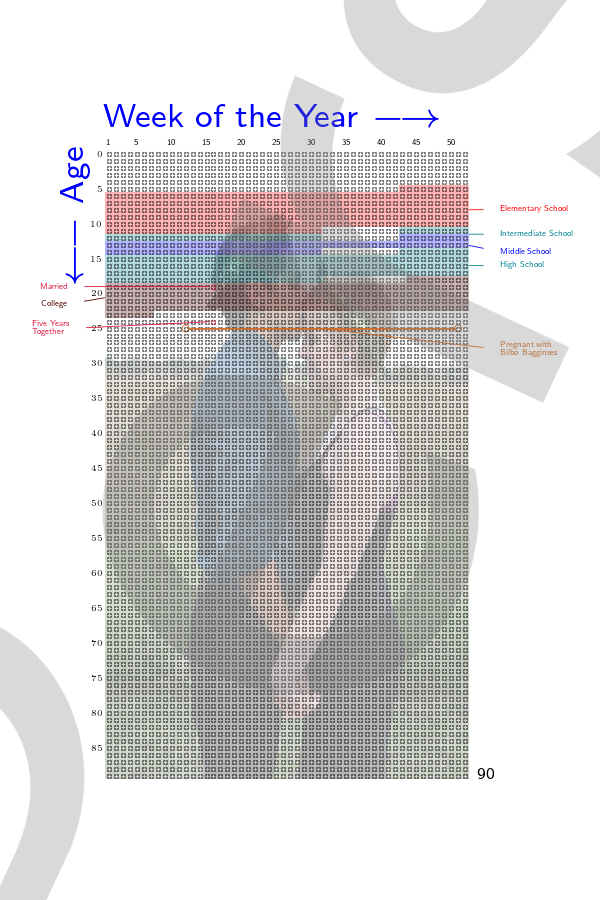 Week of the Year ⟶
1 5 10 15 20 25 30 35 40 45 50
⟵ Age
0
5
10
15
20
25
30
35
40
45
50
55
60
65
70
75
80
85
90
Elementary School
Intermediate School
Middle School
High School
Married
College
Five Years
Together
Pregnant with
Bilbo Bagginses